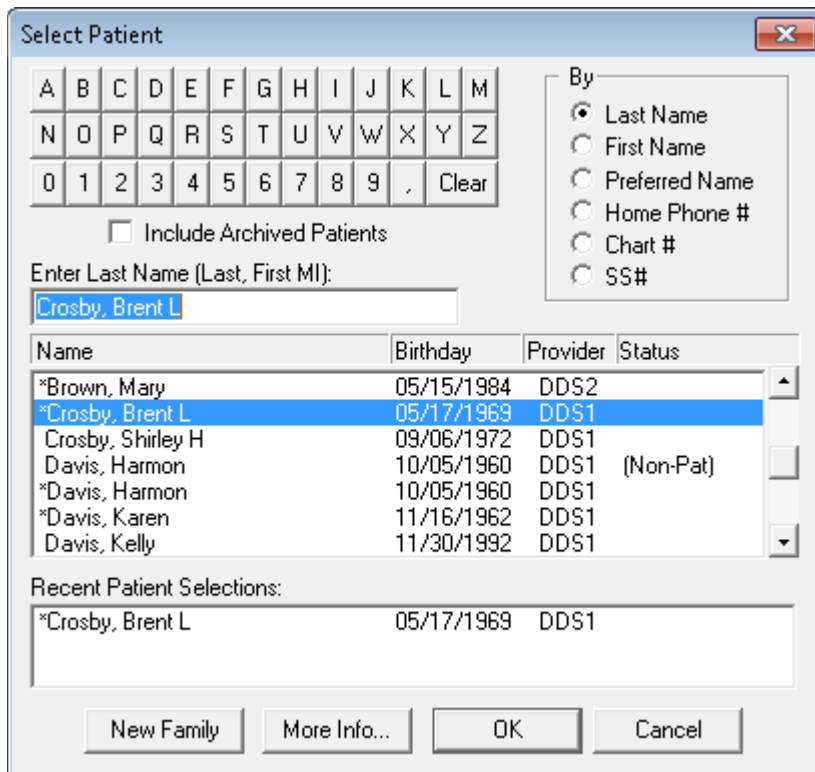 Select Patient
A B C D E F G H I J K L M
N O P Q R S T U V W X Y Z
0 1 2 3 4 5 6 7 8 9 , Clear
Include Archived Patients
By
Last Name
First Name
Preferred Name
Home Phone #
Chart #
SS#
Enter Last Name (Last, First MI):
Crosby, Brent L
Name Birthday Provider Status
*Brown, Mary 05/15/1984 DDS2
*Crosby, Brent L 05/17/1969 DDS1
Crosby, Shirley H 09/06/1972 DDS1
Davis, Harmon 10/05/1960 DDS1 (Non-Pat)
*Davis, Harmon 10/05/1960 DDS1
*Davis, Karen 11/16/1962 DDS1
Davis, Kelly 11/30/1992 DDS1
Recent Patient Selections:
*Crosby, Brent L 05/17/1969 DDS1
New Family More Info... OK Cancel